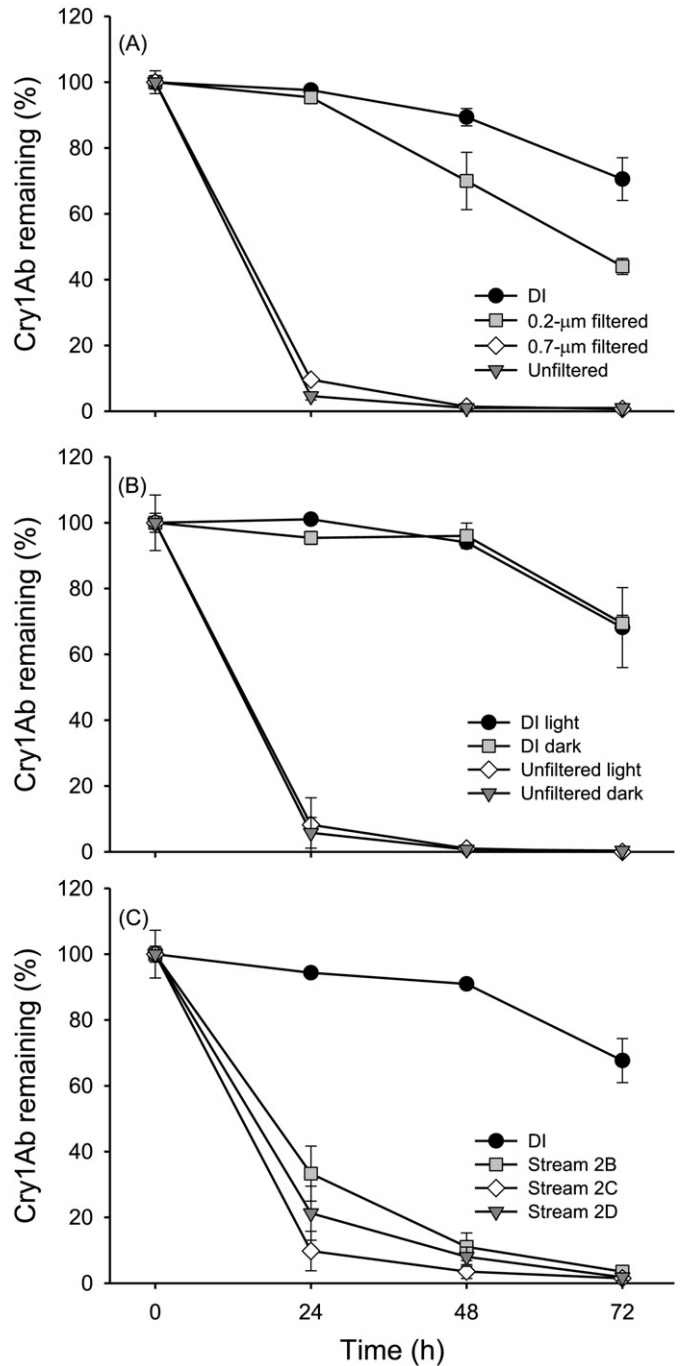 120
(A)
100
80
60
40
20
0
Cry1Ab remaining (%)
DI
0.2-μm filtered
0.7-μm filtered
Unfiltered
120
(B)
100
80
60
40
20
0
Cry1Ab remaining (%)
DI light
DI dark
Unfiltered light
Unfiltered dark
120
(C)
100
80
60
40
20
0
Cry1Ab remaining (%)
DI
Stream 2B
Stream 2C
Stream 2D
0 24 48 72
Time (h)